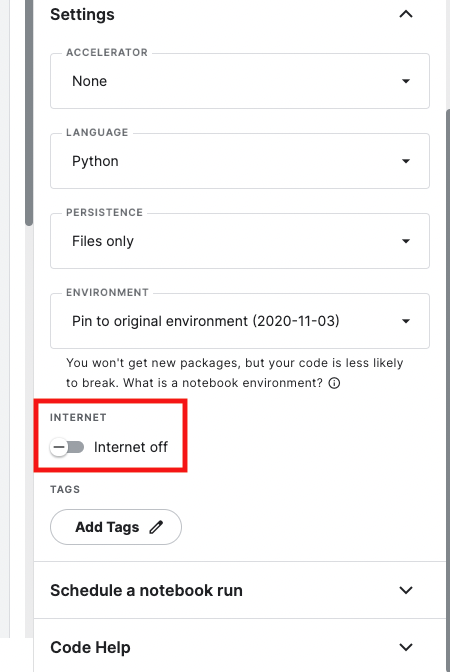 Settings
ACCELERATOR
None
LANGUAGE
Python
PERSISTENCE
Files only
ENVIRONMENT
Pin to original environment (2020-11-03)
You won't get new packages, but your code is less likely
to break. What is a notebook environment?
INTERNET
Internet off
TAGS
Add Tags
Schedule a notebook run
Code Help